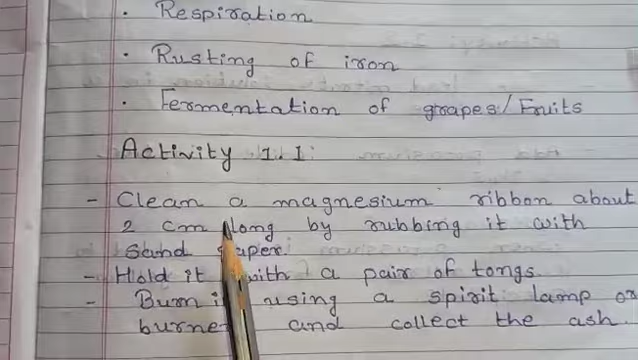 · Respiration
· Rusting of iron
· Fermentation of grapes/Fruits
Activity 1.1:
- Clean a magnesium ribbon about
2 cm long by rubbing it with
sand paper.
- Hold it with a pair of tongs.
- Burn it using a spirit lamp or
burner and collect the ash.